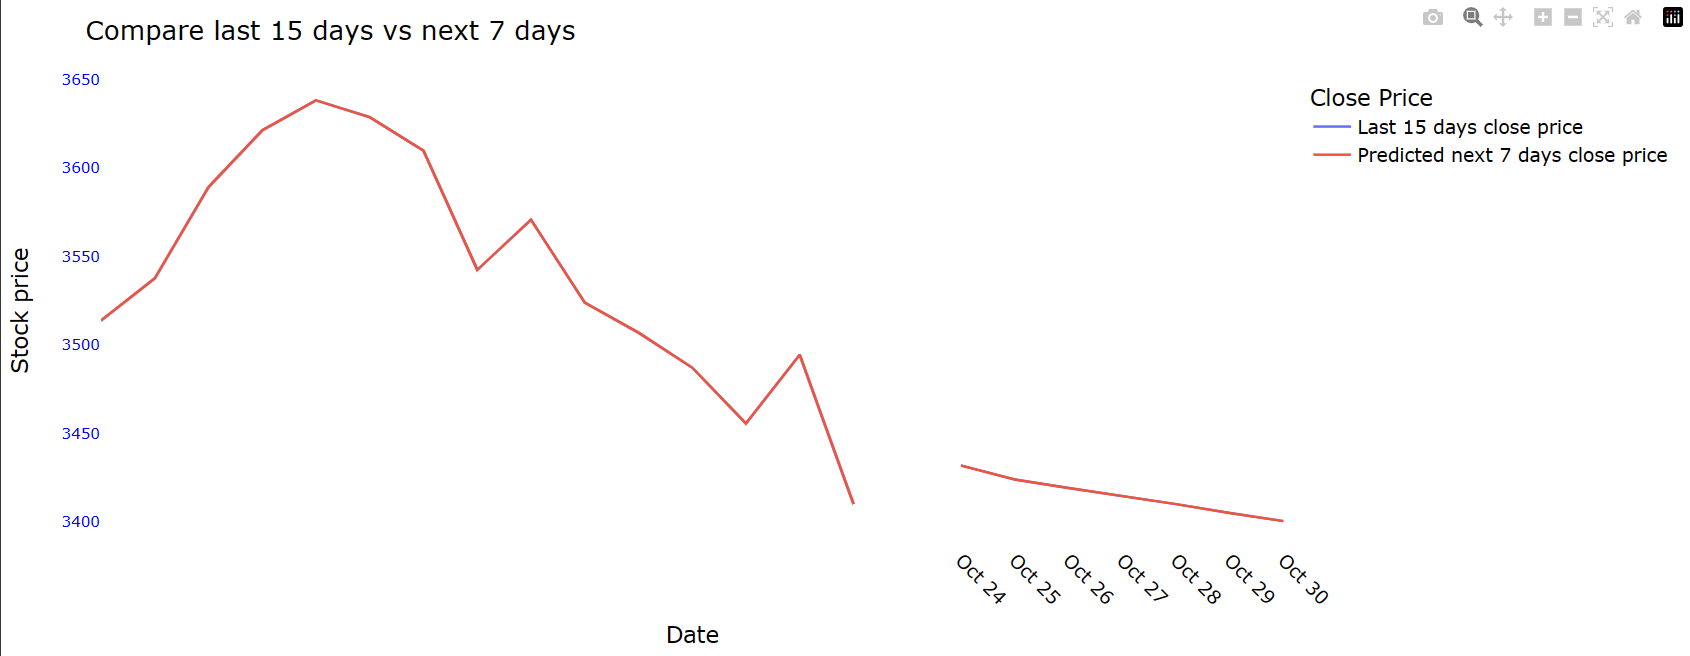 Compare last 15 days vs next 7 days
3650
3600
3550
3500
3450
3400
Stock price
Close Price
Last 15 days close price
Predicted next 7 days close price
Oct 24
Oct 25
Oct 26
Oct 27
Oct 28
Oct 29
Oct 30
Date